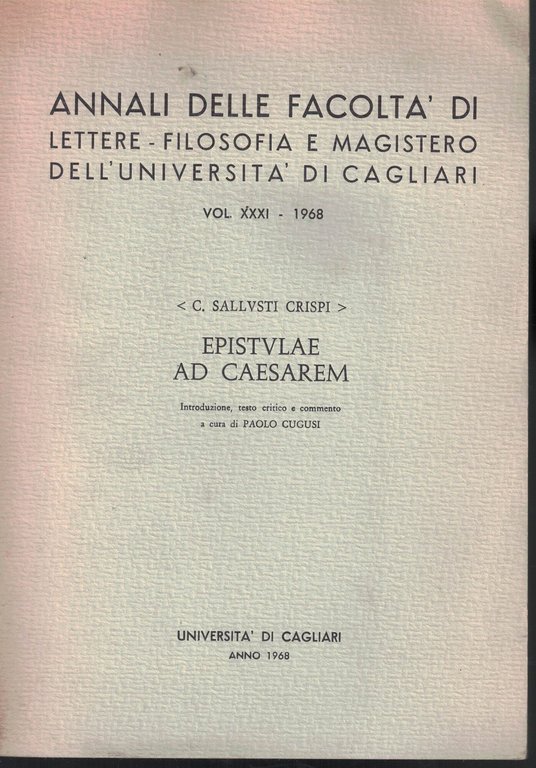 ANNALI DELLE FACOLTA' DI
LETTERE - FILOSOFIA E MAGISTERO
DELL'UNIVERSITA' DI CAGLIARI
VOL. XXXI - 1968
< C. SALLVSTI CRISPI >
EPISTVLAE
AD CAESAREM
Introduzione, testo critico e commento
a cura di PAOLO CUGUSI
UNIVERSITA' DI CAGLIARI
ANNO 1968